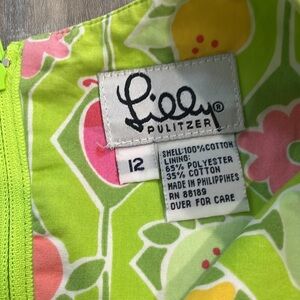 Lilly®
PULITZER
12
SHELL:100%COTTON
LINING:
65% POLYESTER
35% COTTON
MADE IN PHILIPPINES
RN 88189
OVER FOR CARE